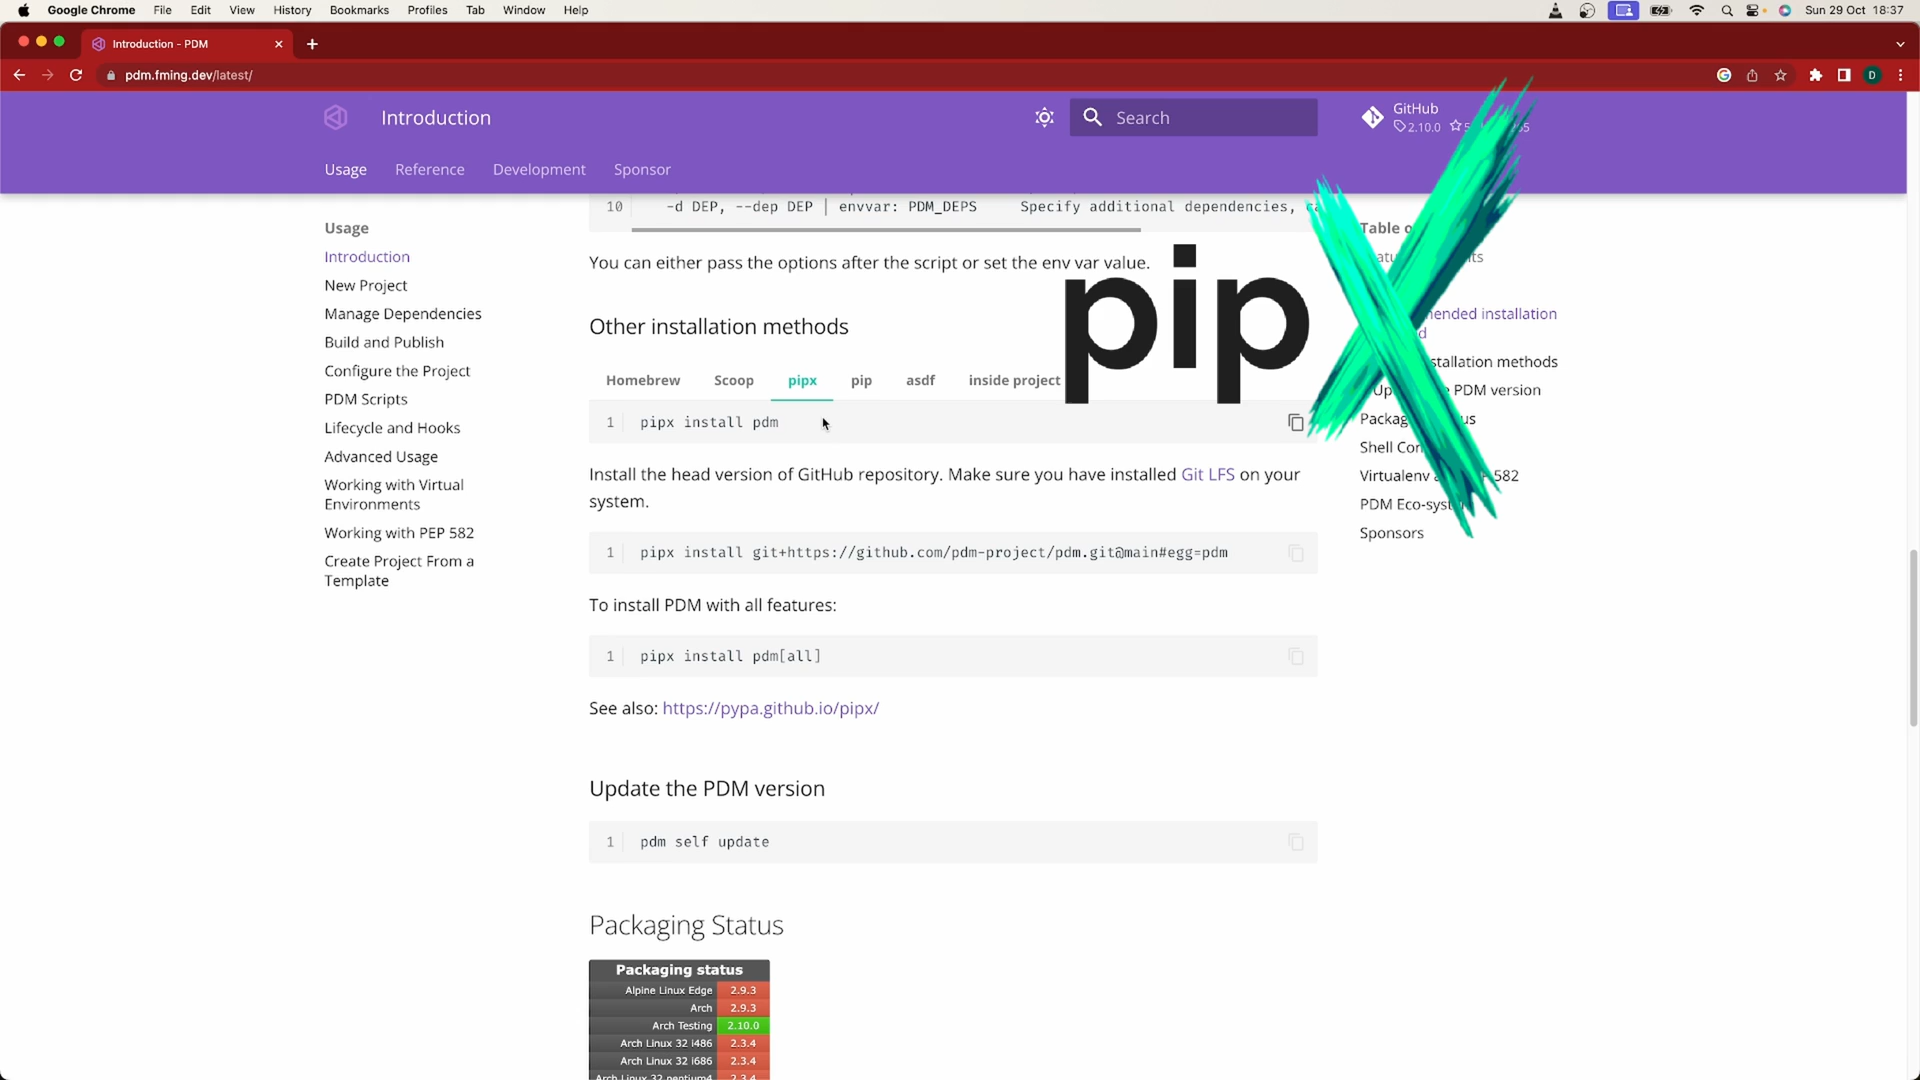 Google Chrome File Edit View History Bookmarks Profiles Tab Window Help Sun 29 Oct 18:37
Introduction - PDM
pdm.fming.dev/latest/
D
Introduction
Search
GitHub
2.10.0
Usage Reference Development Sponsor
Usage
Introduction
New Project
Manage Dependencies
Build and Publish
Configure the Project
PDM Scripts
Lifecycle and Hooks
Advanced Usage
Working with Virtual
Environments
Working with PEP 582
Create Project From a
Template
10 -d DEP, --dep DEP | envvar: PDM_DEPS Specify additional dependencies,
You can either pass the options after the script or set the env var value.
Other installation methods
Homebrew Scoop pipx pip asdf inside project
1 pipx install pdm
Install the head version of GitHub repository. Make sure you have installed Git LFS on your
system.
1 pipx install git+https://github.com/pdm-project/pdm.git@main#egg=pdm
To install PDM with all features:
1 pipx install pdm[all]
See also: https://pypa.github.io/pipx/
Update the PDM version
1 pdm self update
Packaging Status
Packaging status
Alpine Linux Edge 2.9.3
Arch 2.9.3
Arch Testing 2.10.0
Arch Linux 32 i486 2.3.4
Arch Linux 32 i686 2.3.4
Arch Linux 32 pentium4 2.3.4
pipx
Table
installation
methods
PDM version
Shell
Virtualenv 582
PDM
Sponsors